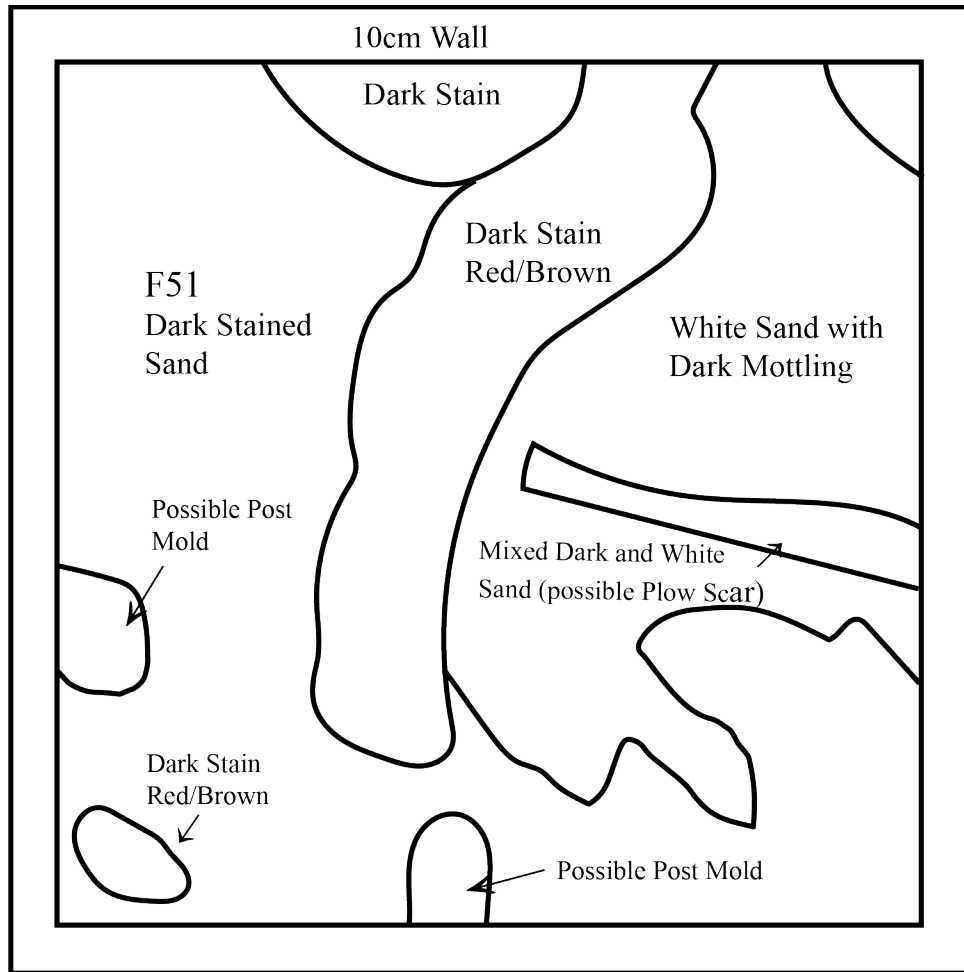 10cm Wall
Dark Stain
Dark Stain
Red/Brown
F51
Dark Stained
Sand
White Sand with
Dark Mottling
Possible Post
Mold
Mixed Dark and White
Sand (possible Plow Scar)
Dark Stain
Red/Brown
Possible Post Mold